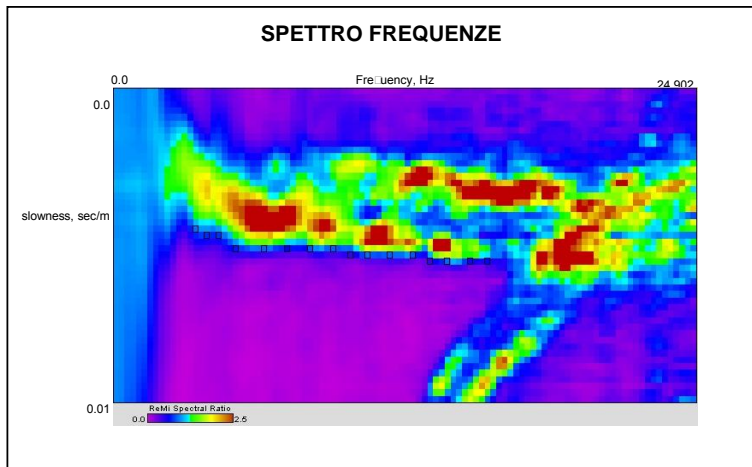 SPETTRO FREQUENZE
0.0 Fre□uency, Hz 24.902
0.0
slowness, sec/m
0.01
ReMi Spectral Ratio
0.0 2.5